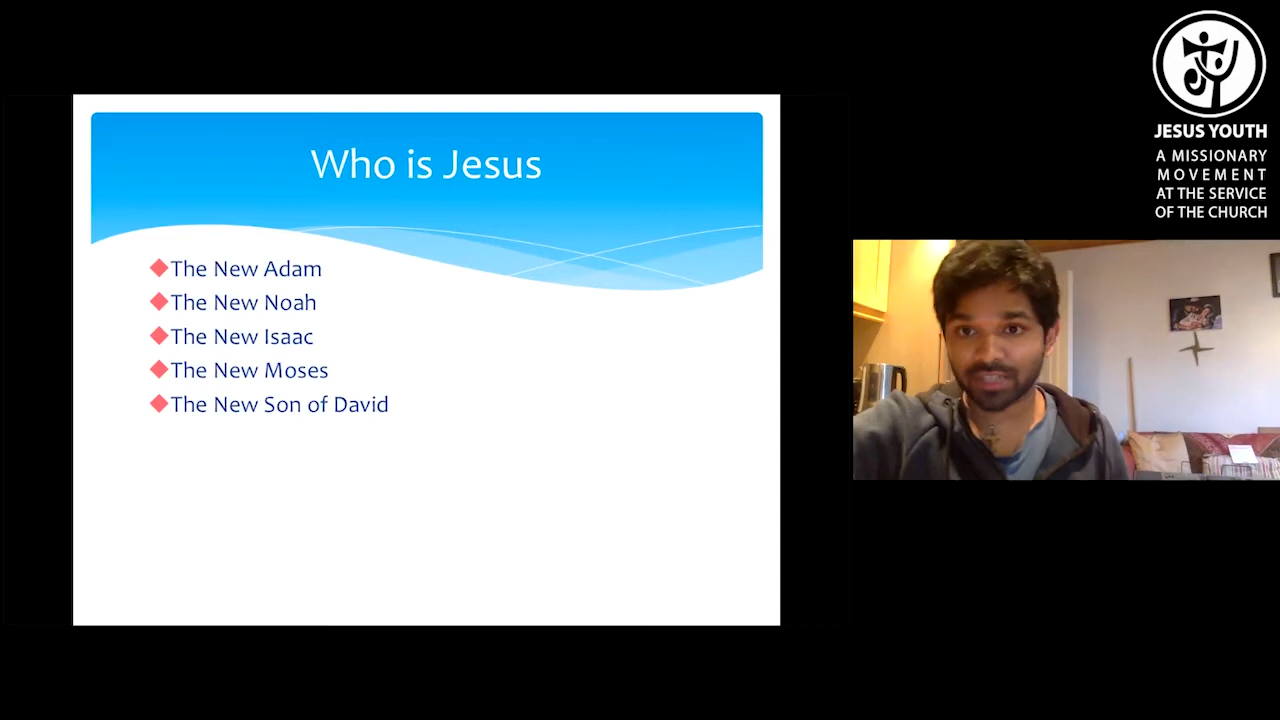 Who is Jesus
The New Adam
The New Noah
The New Isaac
The New Moses
The New Son of David
JESUS YOUTH
A MISSIONARY
MOVEMENT
AT THE SERVICE
OF THE CHURCH